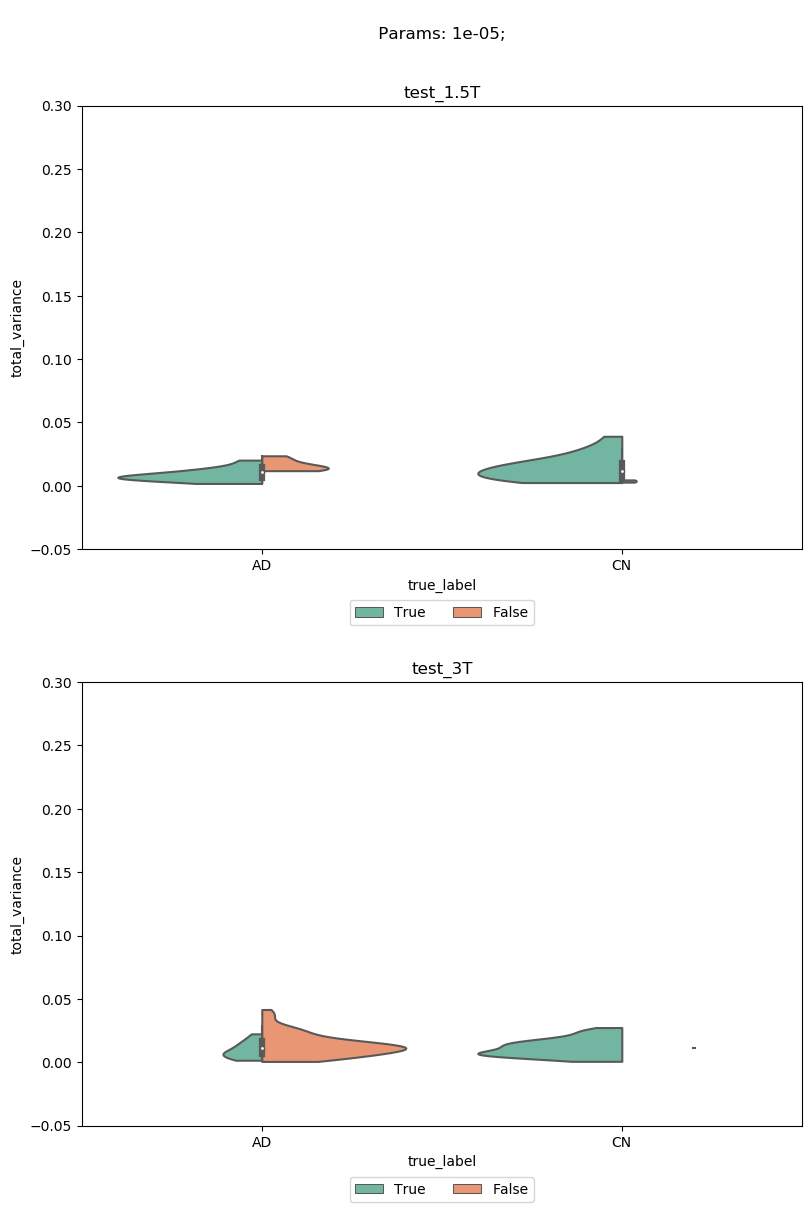 Params: 1e-05;
test_1.5T
0.30
0.25
0.20
0.15
0.10
0.05
0.00
−0.05
total_variance
AD CN
true_label
True False
test_3T
0.30
0.25
0.20
0.15
0.10
0.05
0.00
−0.05
total_variance
AD CN
true_label
True False